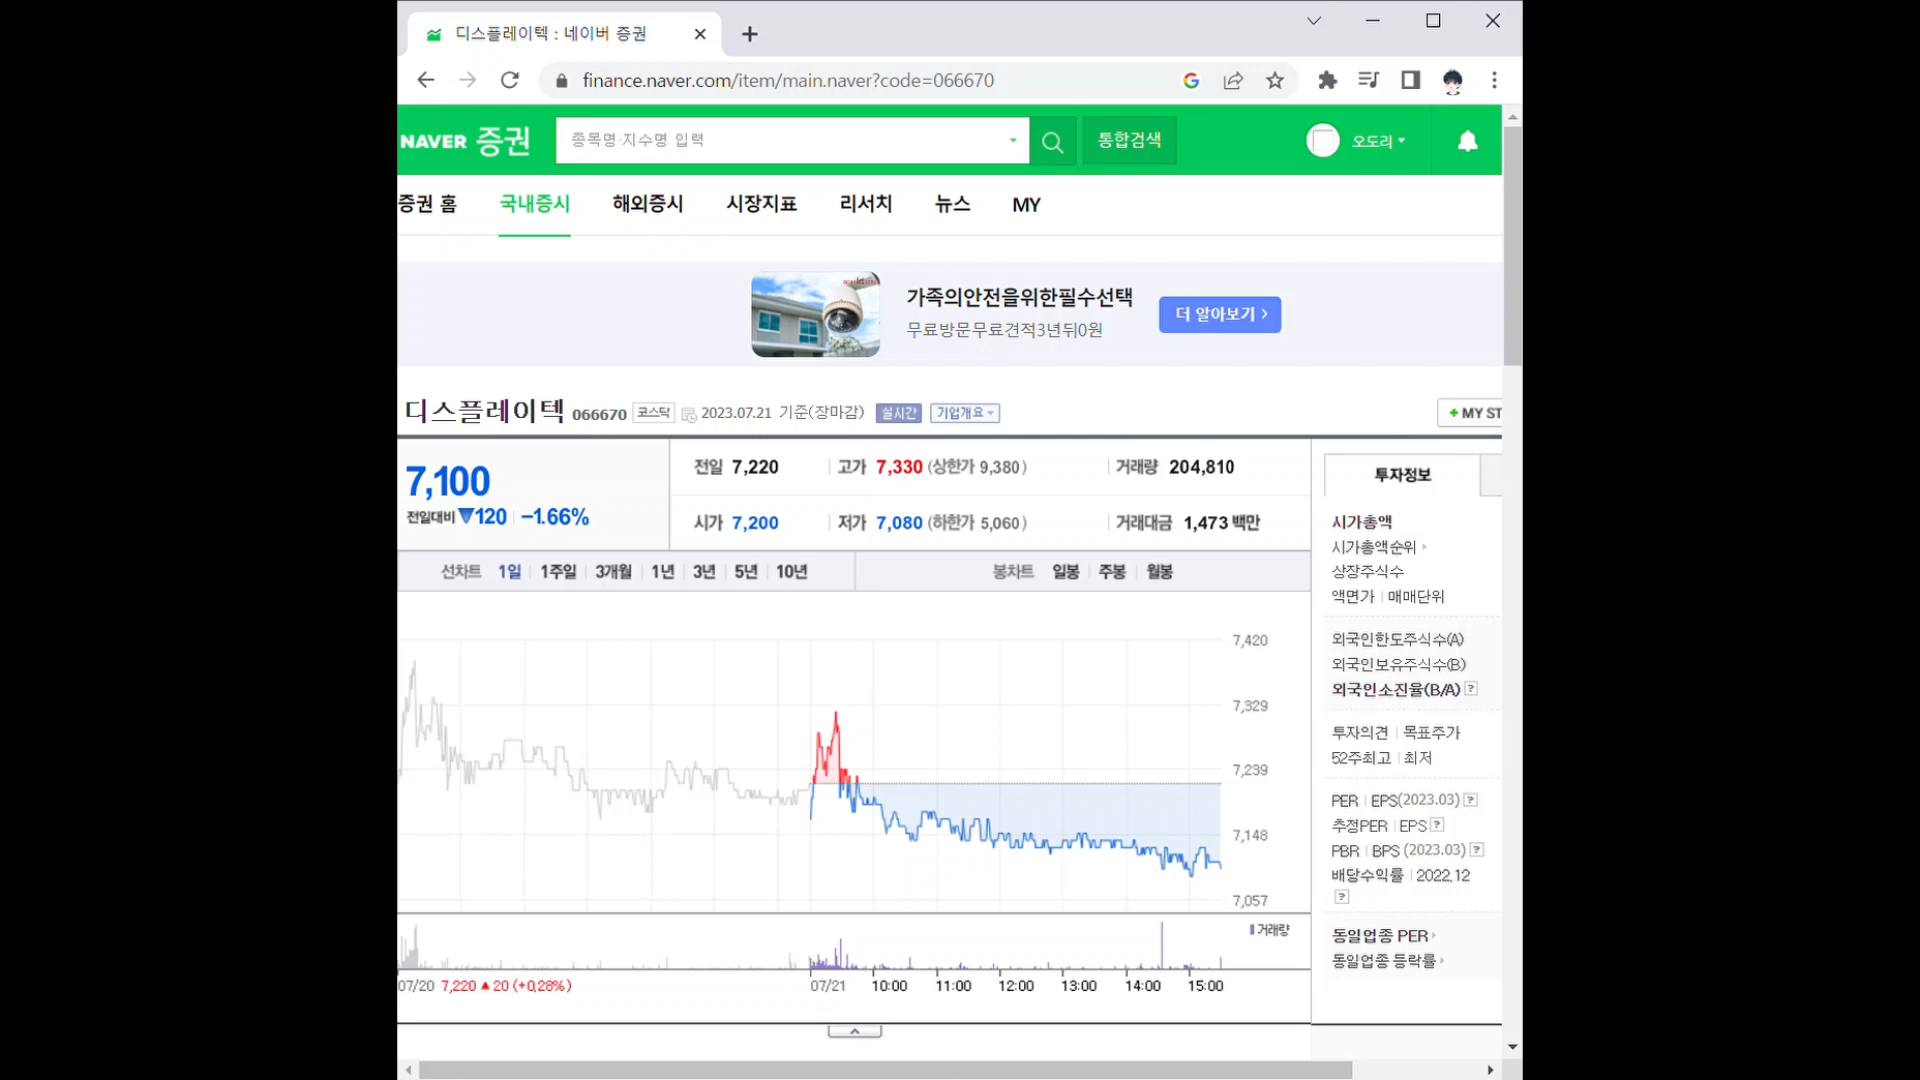 디스플레이텍 : 네이버 증권
finance.naver.com/item/main.naver?code=066670
NAVER 증권
종목명·지수명 입력
통합검색
오도리
증권 홈 국내증시 해외증시 시장지표 리서치 뉴스 MY
가족의안전을위한필수선택
무료방문무료견적3년뒤0원
더 알아보기 >
디스플레이텍 066670 코스닥 2023.07.21 기준(장마감) 실시간 기업개요
+ MY ST
7,100
전일대비 ▼120 | -1.66%
전일 7,220 | 고가 7,330 (상한가 9,380) | 거래량 204,810
시가 7,200 | 저가 7,080 (하한가 5,060) | 거래대금 1,473 백만
선차트 1일 1주일 3개월 1년 3년 5년 10년
봉차트 일봉 주봉 월봉
7,420
7,329
7,239
7,148
7,057
거래량
07/20 7,220 ▲20 (+0.28%)
07/21 10:00 11:00 12:00 13:00 14:00 15:00
투자정보
시가총액
시가총액순위
상장주식수
액면가 | 매매단위
외국인한도주식수(A)
외국인보유주식수(B)
외국인소진율(B/A) ?
투자의견 | 목표주가
52주최고 | 최저
PER | EPS(2023.03) ?
추정PER | EPS ?
PBR | BPS (2023.03) ?
배당수익률 | 2022.12
?
동일업종 PER
동일업종 등락률